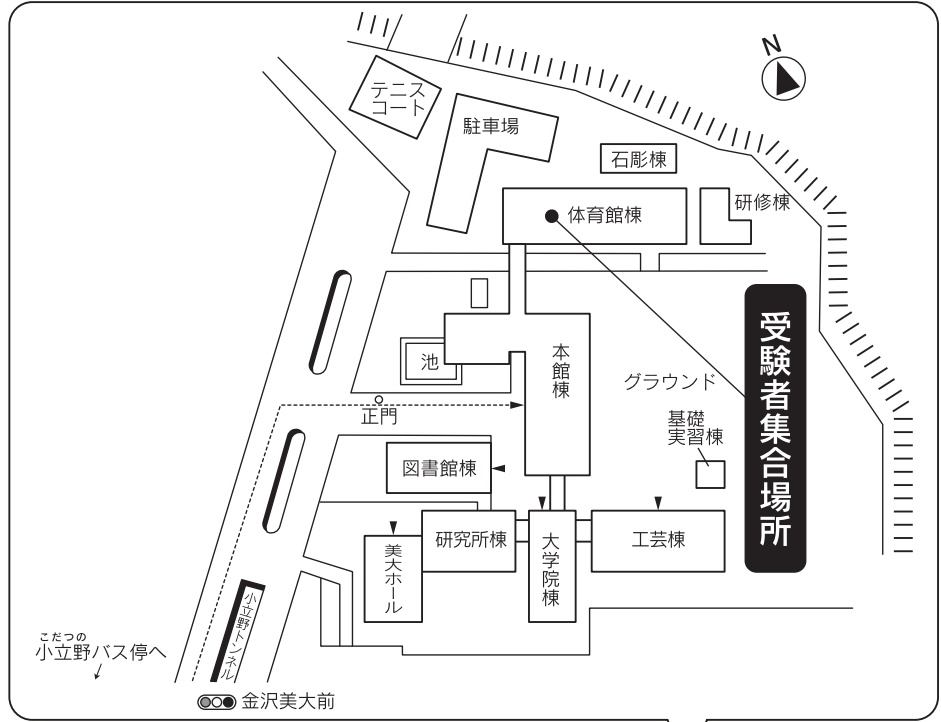 N
テニス
コート
駐車場
石彫棟
体育館棟
研修棟
受験者集合場所
池
本館棟
グラウンド
正門
基礎
実習棟
図書館棟
研究所棟
大学院棟
工芸棟
美大ホール
小立野トンネル
こだつの
小立野バス停へ
金沢美大前